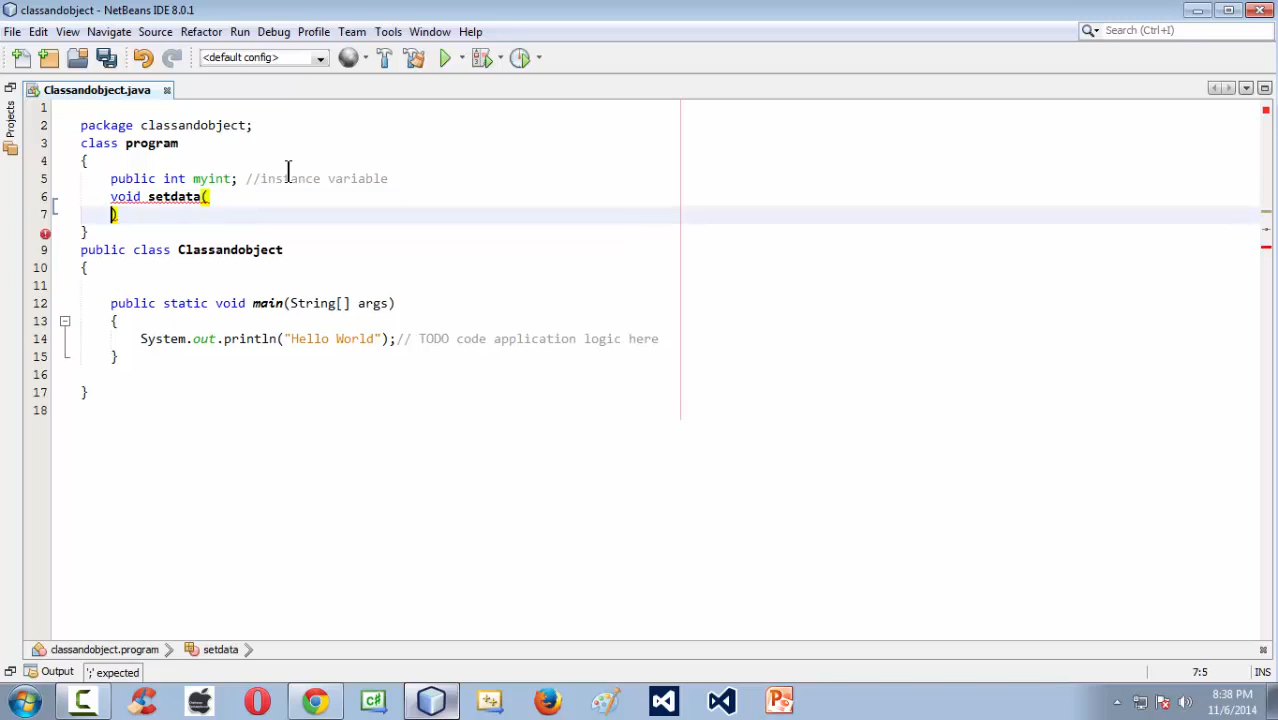 classandobject - NetBeans IDE 8.0.1
File Edit View Navigate Source Refactor Run Debug Profile Team Tools Window Help
Search (Ctrl+I)
<default config>
Classandobject.java
Projects
1
2 package classandobject;
3 class program
4 {
5 public int myint; //instance variable
6 void setdata(
7 )
}
9 public class Classandobject
10 {
11
12 public static void main(String[] args)
13 {
14 System.out.println("Hello World");// TODO code application logic here
15 }
16
17 }
18
classandobject.program setdata
Output ';' expected 7:5 INS
8:38 PM
11/6/2014